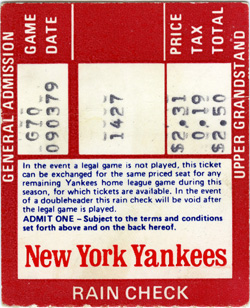 GENERAL ADMISSION
GAME
DATE
G70
090379
1427
PRICE
TAX
TOTAL
$2.31
0.19
$2.50
UPPER GRANDSTAND
In the event a legal game is not played, this ticket
can be exchanged for the same priced seat for any
remaining Yankees home league game during this
season, for which tickets are available. In the event
of a doubleheader this rain check will be void after
the legal game is played.
ADMIT ONE - Subject to the terms and conditions
set forth above and on the back hereof.
New York Yankees
RAIN CHECK